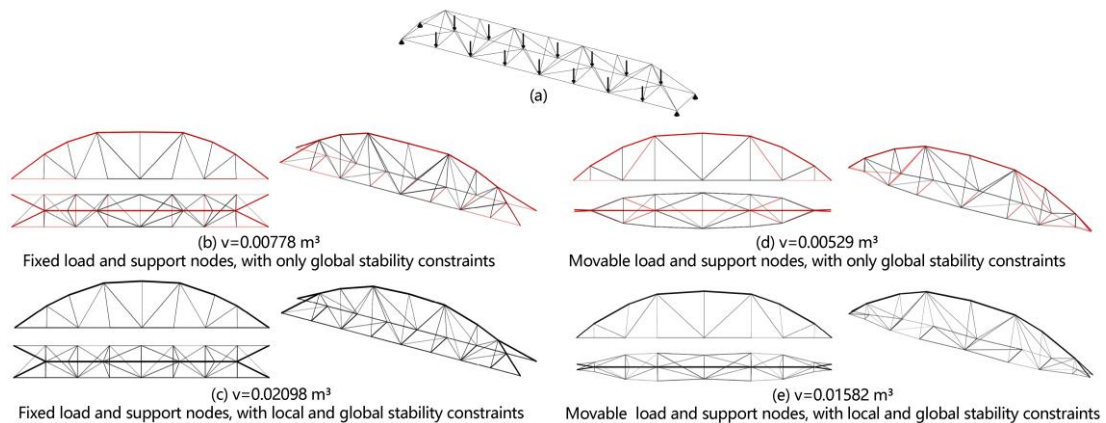 (a)
(b) v=0.00778 m³
Fixed load and support nodes, with only global stability constraints
(d) v=0.00529 m³
Movable load and support nodes, with only global stability constraints
(c) v=0.02098 m³
Fixed load and support nodes, with local and global stability constraints
(e) v=0.01582 m³
Movable load and support nodes, with local and global stability constraints